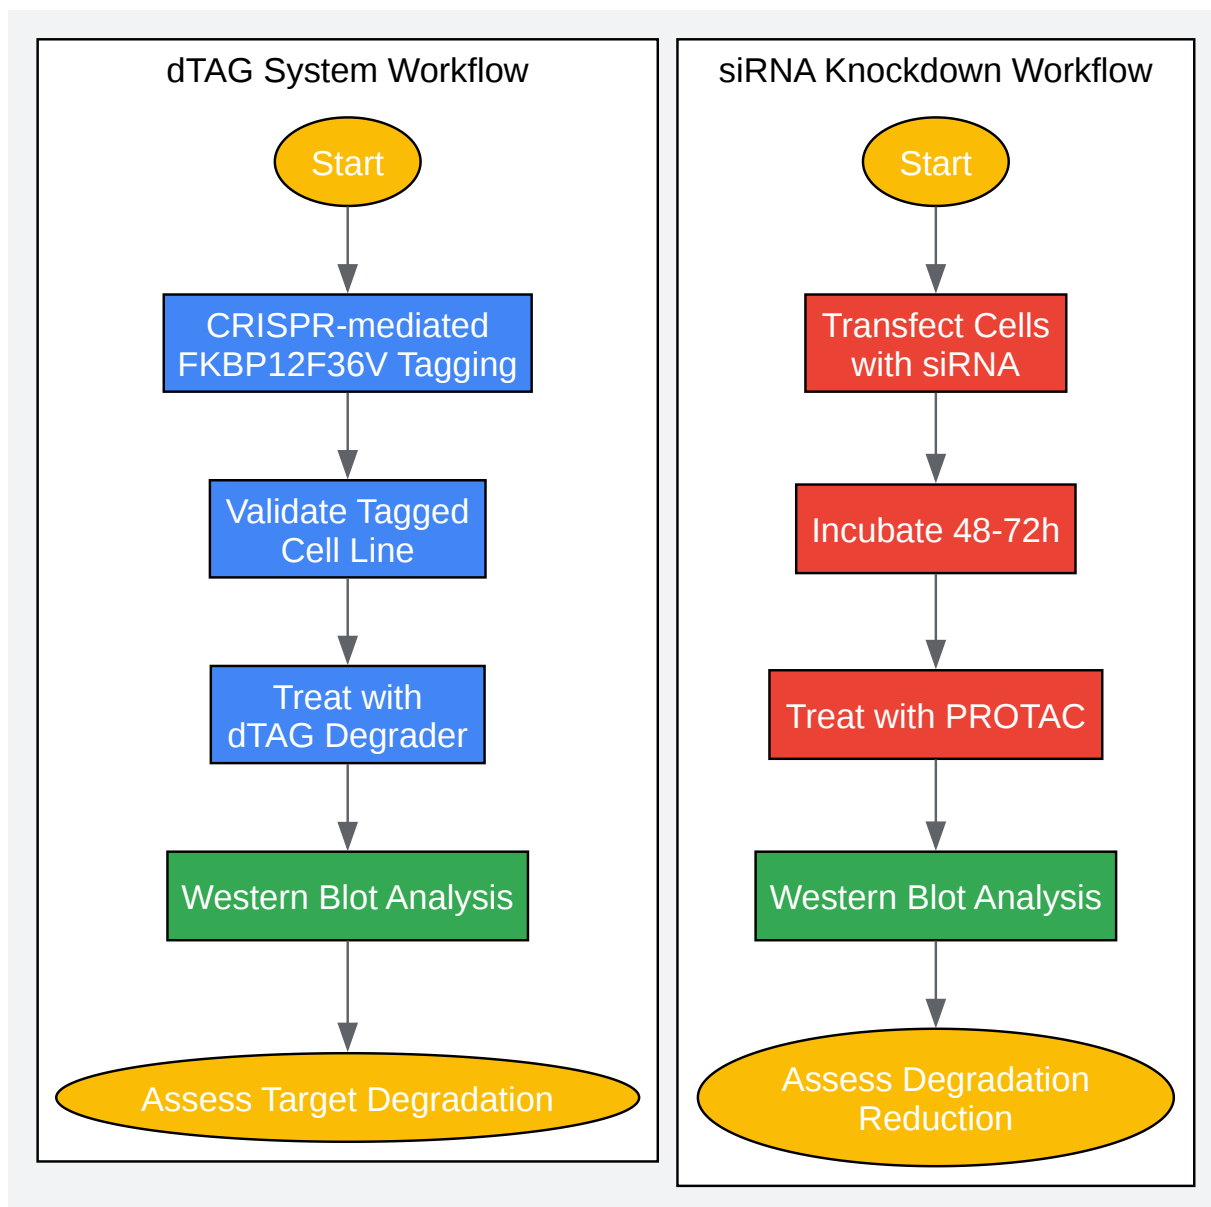 dTAG System Workflow
Start
CRISPR-mediated
FKBP12F36V Tagging
Validate Tagged
Cell Line
Treat with
dTAG Degrader
Western Blot Analysis
Assess Target Degradation
siRNA Knockdown Workflow
Start
Transfect Cells
with siRNA
Incubate 48-72h
Treat with PROTAC
Western Blot Analysis
Assess Degradation
Reduction